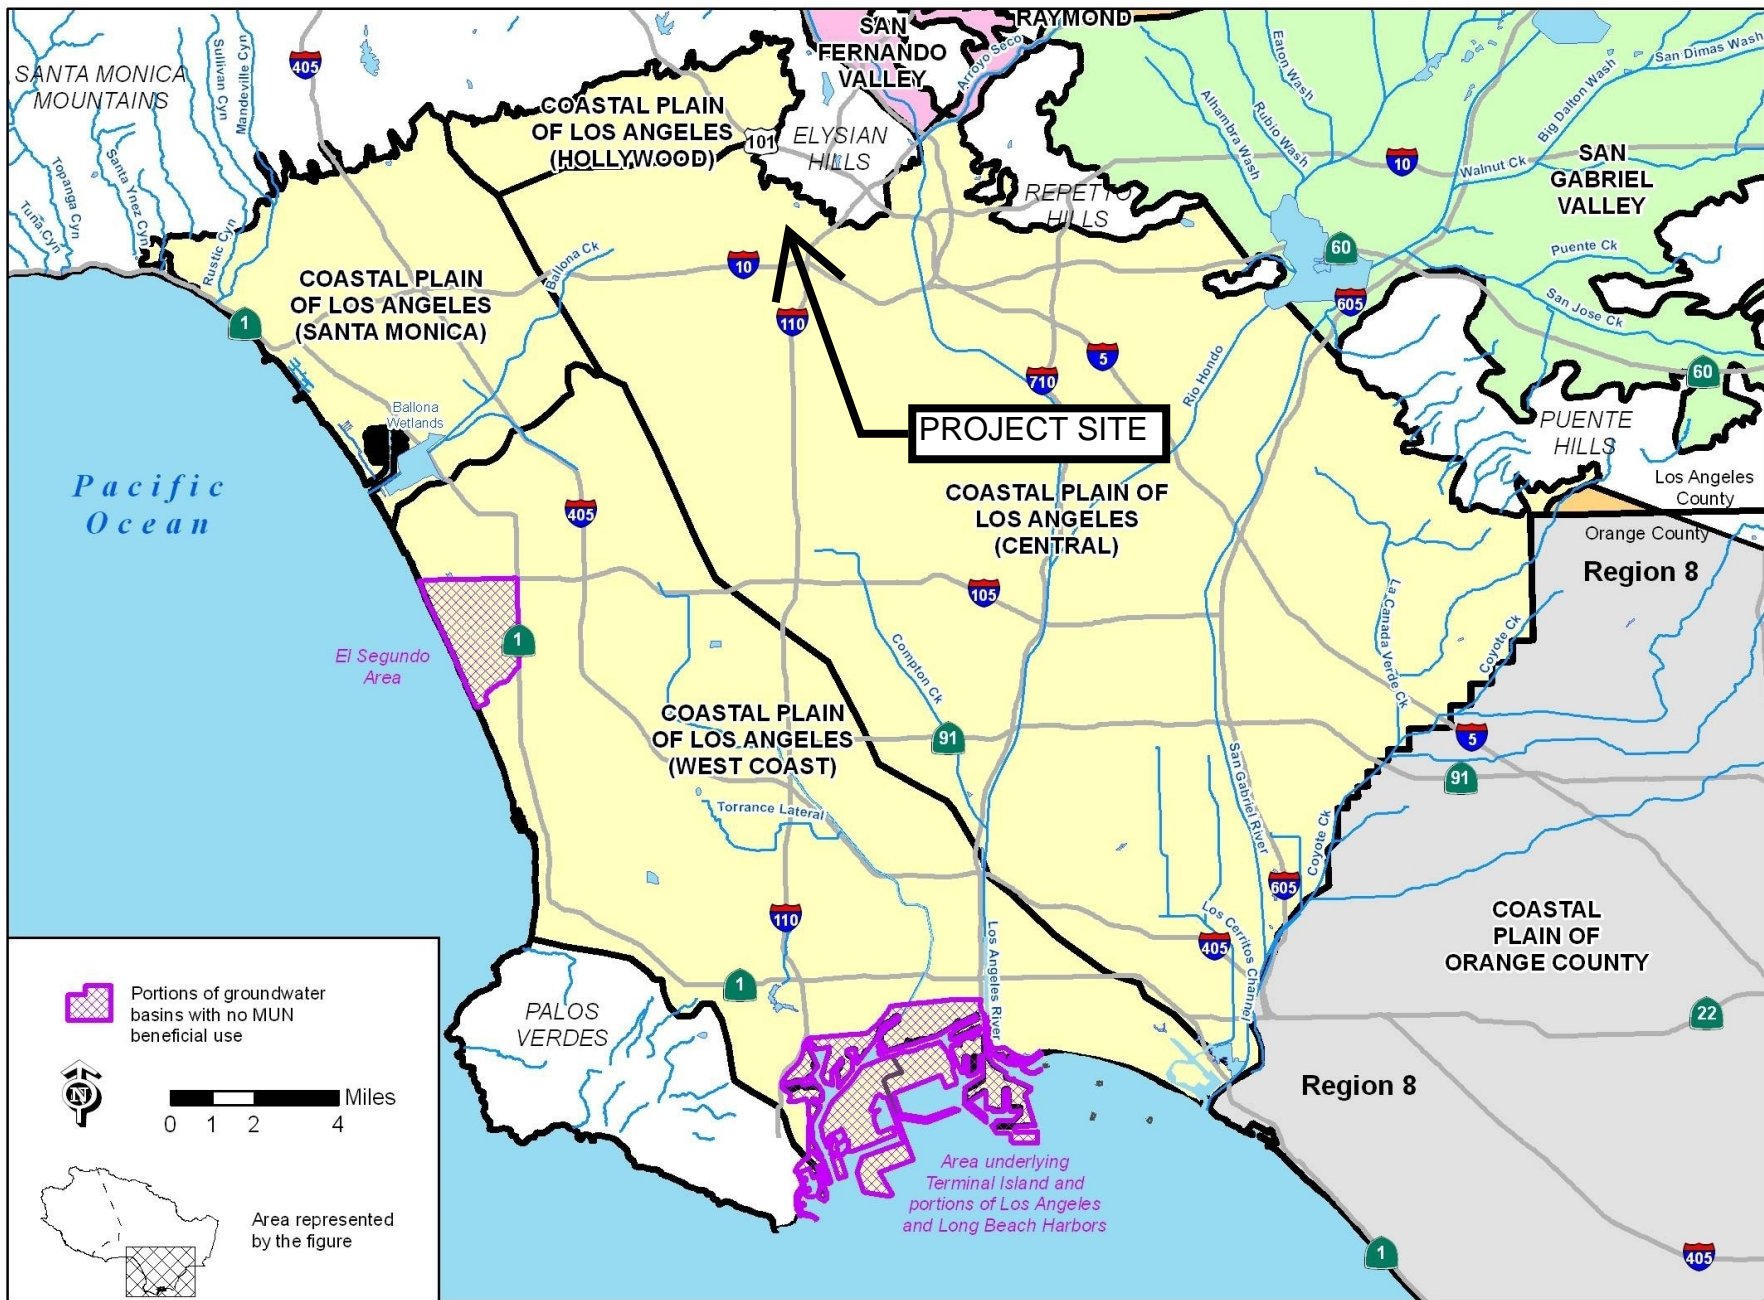 SANTA MONICA
MOUNTAINS
Sullivan Cyn
Mandeville Cyn
405
COASTAL PLAIN
OF LOS ANGELES
(HOLLYWOOD)
101
SAN
FERNANDO
VALLEY
RAYMOND
Arroyo Seco
ELYSIAN
HILLS
REPETTO
HILLS
Eaton Wash
Alhambra Wash
Rubio Wash
Big Dalton Wash
San Dimas Wash
10
Walnut Ck
SAN
GABRIEL
VALLEY
Topanga Cyn
Santa Ynez Cyn
Tuna Cyn
Rustic Cyn
Ballona Ck
COASTAL PLAIN
OF LOS ANGELES
(SANTA MONICA)
1
10
110
60
605
Puente Ck
San Jose Ck
60
5
710
Rio Hondo
PROJECT SITE
Ballona
Wetlands
PUENTE
HILLS
Los Angeles
County
Orange County
Region 8
Pacific
Ocean
405
COASTAL PLAIN OF
LOS ANGELES
(CENTRAL)
105
El Segundo
Area
1
Compton Ck
La Canada Verde Ck
Coyote Ck
COASTAL PLAIN
OF LOS ANGELES
(WEST COAST)
91
5
91
Torrance Lateral
San Gabriel River
Coyote Ck
605
110
Los Angeles River
Los Cerritos Channel
405
COASTAL
PLAIN OF
ORANGE COUNTY
1
22
PALOS
VERDES
Region 8
Area underlying
Terminal Island and
portions of Los Angeles
and Long Beach Harbors
1
405
Portions of groundwater
basins with no MUN
beneficial use
N
Miles
0 1 2 4
Area represented
by the figure